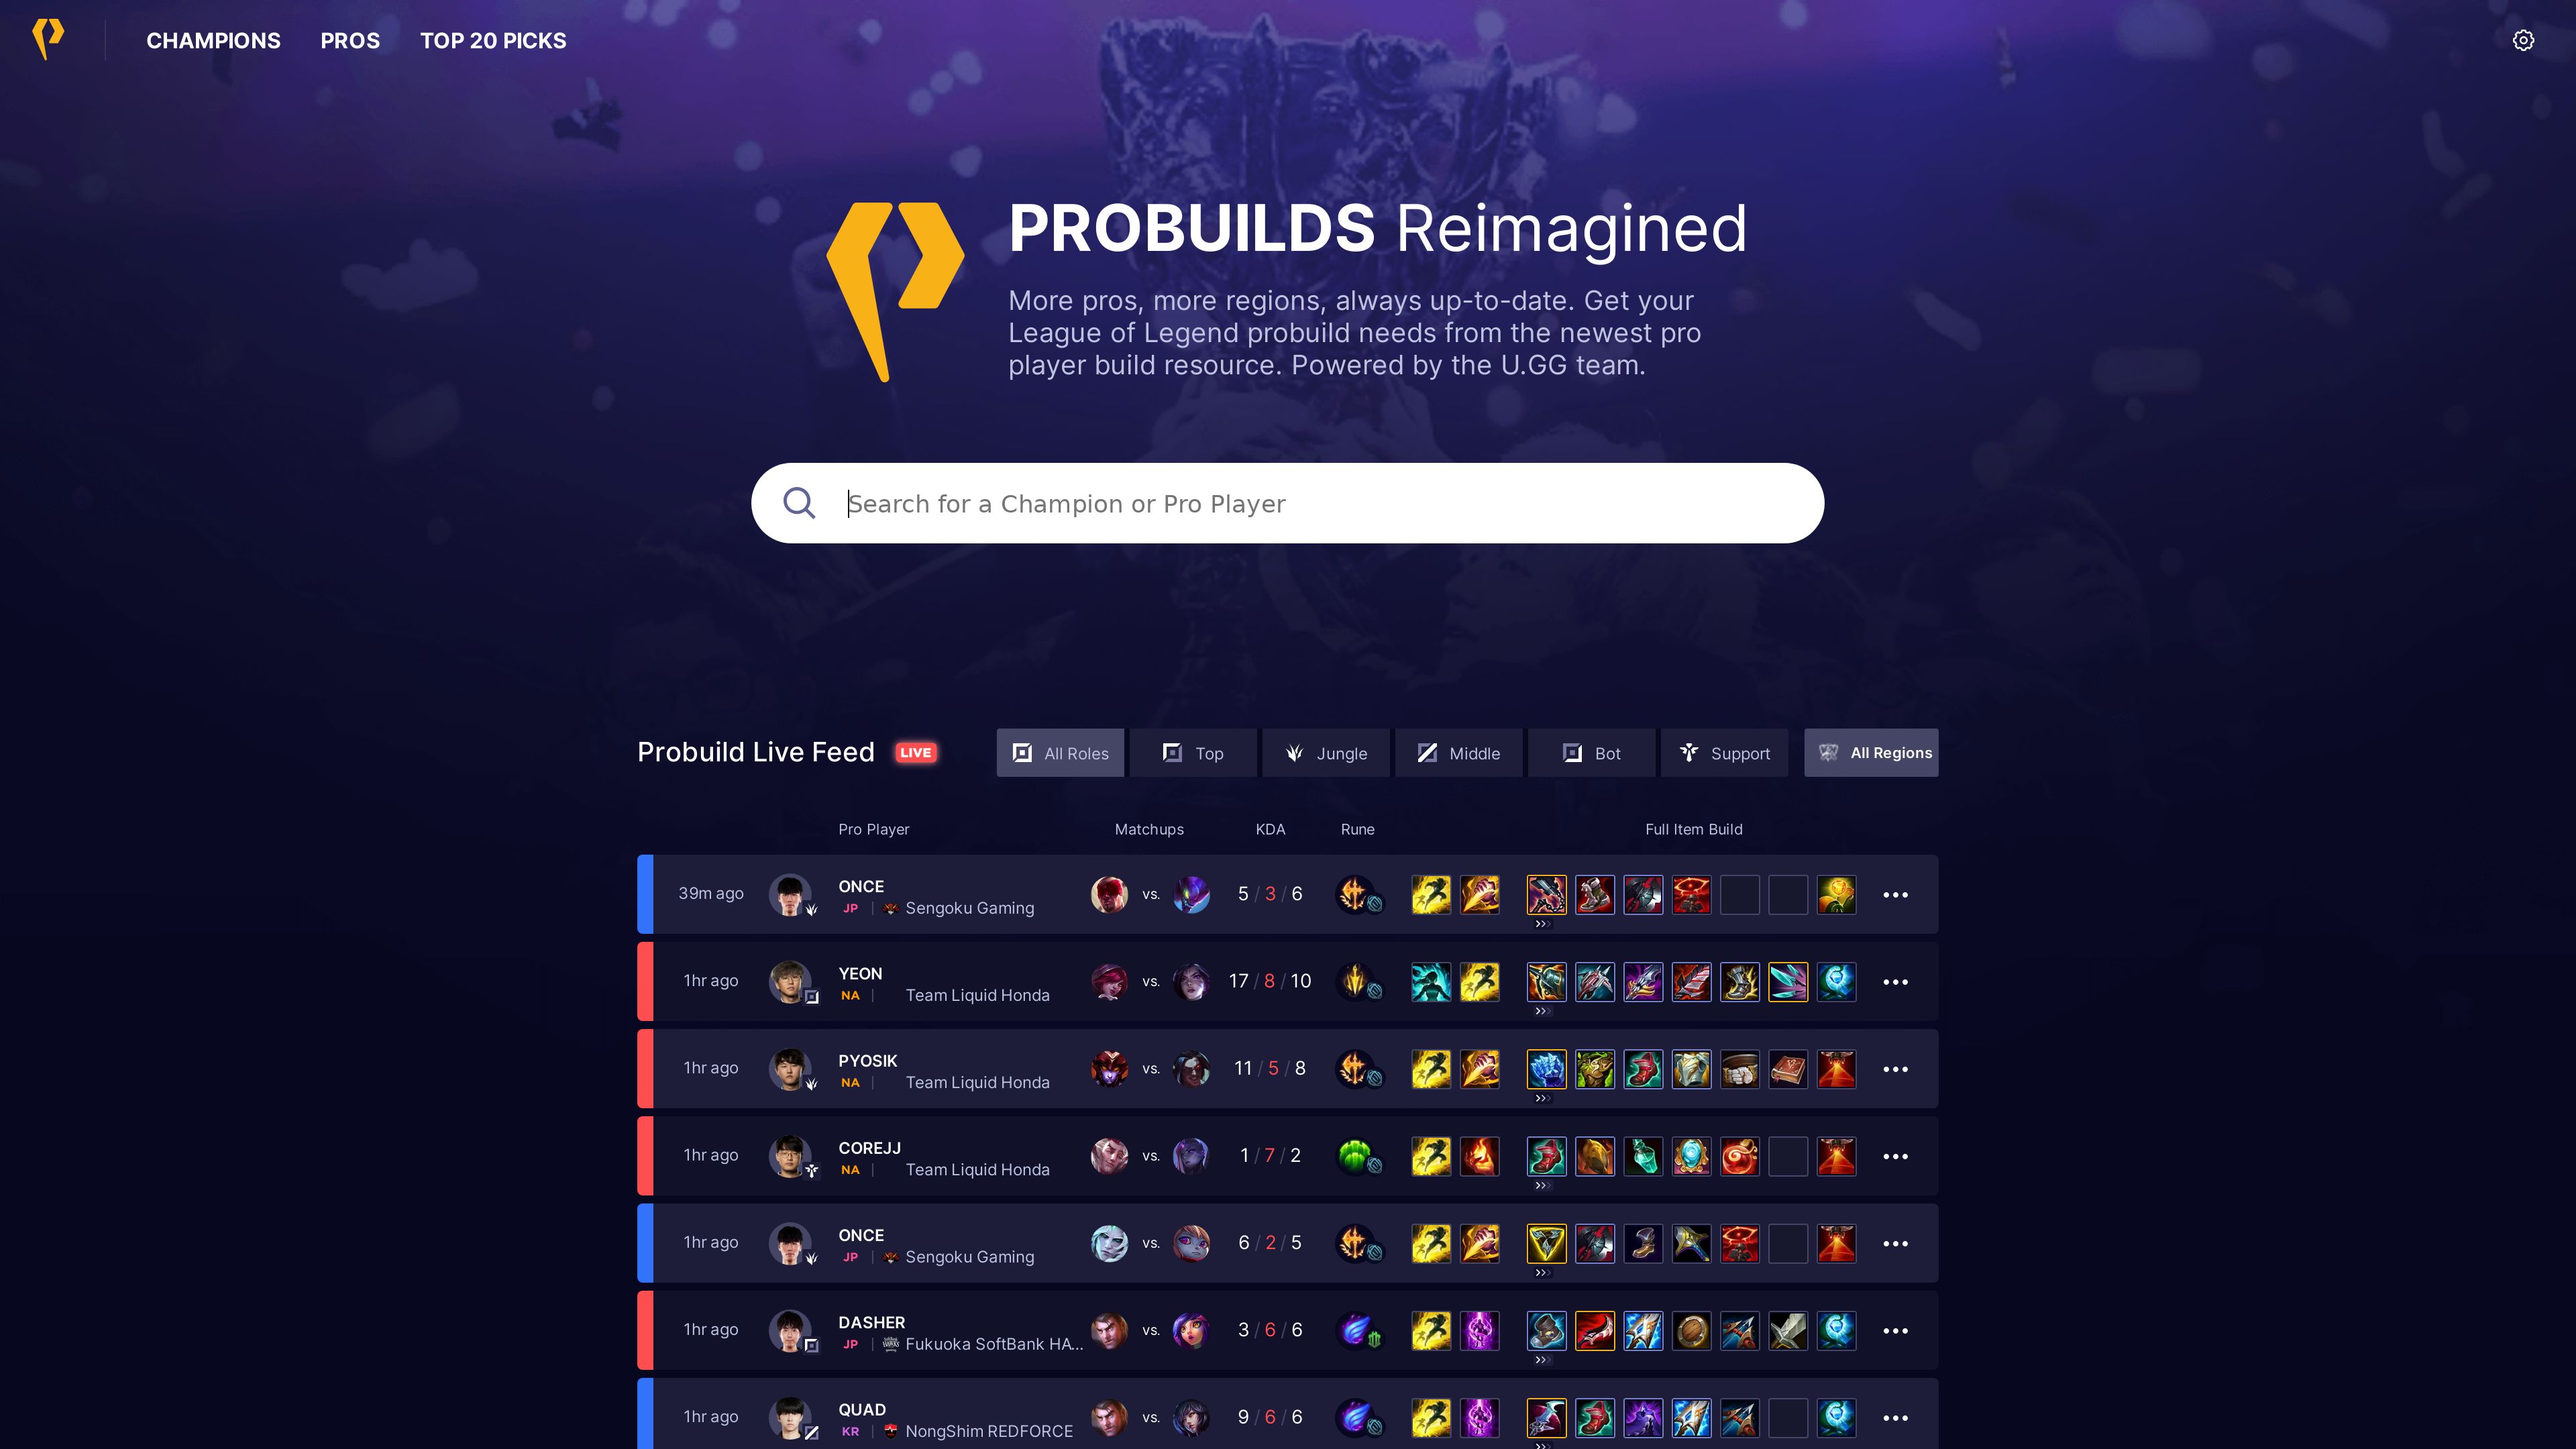 CHAMPIONS PROS TOP 20 PICKS
PROBUILDS Reimagined
More pros, more regions, always up-to-date. Get your
League of Legend probuild needs from the newest pro
player build resource. Powered by the U.GG team.
Search for a Champion or Pro Player
Probuild Live Feed LIVE All Roles Top Jungle Middle Bot Support All Regions
Pro Player Matchups KDA Rune Full Item Build
39m ago ONCE JP | Sengoku Gaming vs. 5 / 3 / 6
1hr ago YEON NA | Team Liquid Honda vs. 17 / 8 / 10
1hr ago PYOSIK NA | Team Liquid Honda vs. 11 / 5 / 8
1hr ago COREJJ NA | Team Liquid Honda vs. 1 / 7 / 2
1hr ago ONCE JP | Sengoku Gaming vs. 6 / 2 / 5
1hr ago DASHER JP | Fukuoka SoftBank HA... vs. 3 / 6 / 6
1hr ago QUAD KR | NongShim REDFORCE vs. 9 / 6 / 6